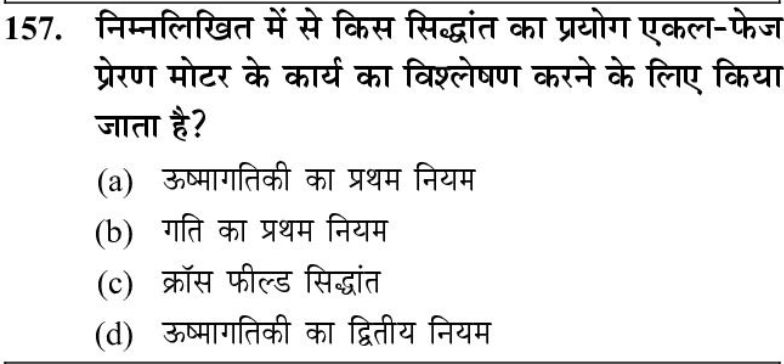 157. निम्नलिखित में से किस सिद्धांत का प्रयोग एकल-फेज
प्रेरण मोटर के कार्य का विश्लेषण करने के लिए किया
जाता है?
(a) ऊष्मागतिकी का प्रथम नियम
(b) गति का प्रथम नियम
(c) क्रॉस फील्ड सिद्धांत
(d) ऊष्मागतिकी का द्वितीय नियम